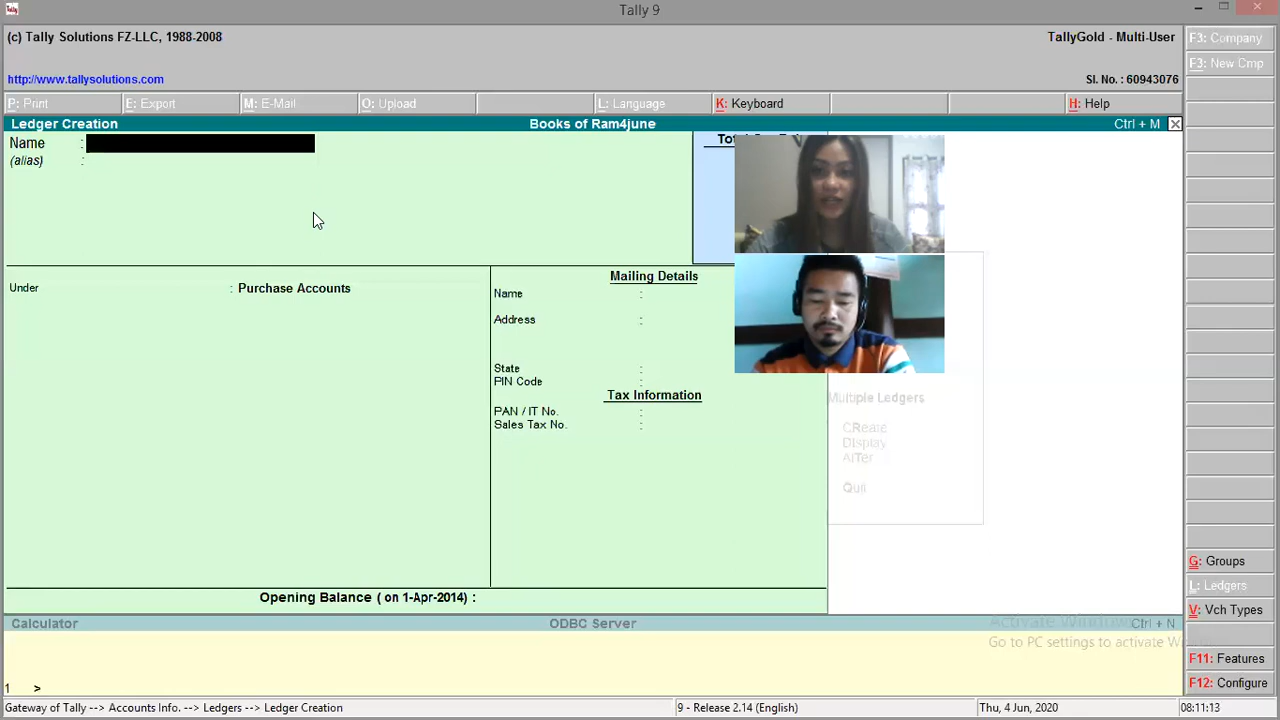 Tally
Tally 9
(c) Tally Solutions FZ-LLC, 1988-2008
TallyGold - Multi-User
http://www.tallysolutions.com
Sl. No. : 60943076
P: Print
E: Export
M: E-Mail
O: Upload
L: Language
K: Keyboard
H: Help
F3: Company
F3: New Cmp
Ledger Creation
Books of Ram4june
Ctrl + M
Name :
(alias) :
Under : Purchase Accounts
Mailing Details
Name :
Address :
State :
PIN Code :
Tax Information
PAN / IT No. :
Sales Tax No. :
Multiple Ledgers
CReate
DIsplay
AlTer
Quit
Opening Balance ( on 1-Apr-2014) :
G: Groups
L: Ledgers
V: Vch Types
F11: Features
F12: Configure
Calculator
ODBC Server
Ctrl + N
Activate Windows
Go to PC settings to activate
1 >
Gateway of Tally --> Accounts Info. --> Ledgers --> Ledger Creation
9 - Release 2.14 (English)
Thu, 4 Jun, 2020
08:11:13